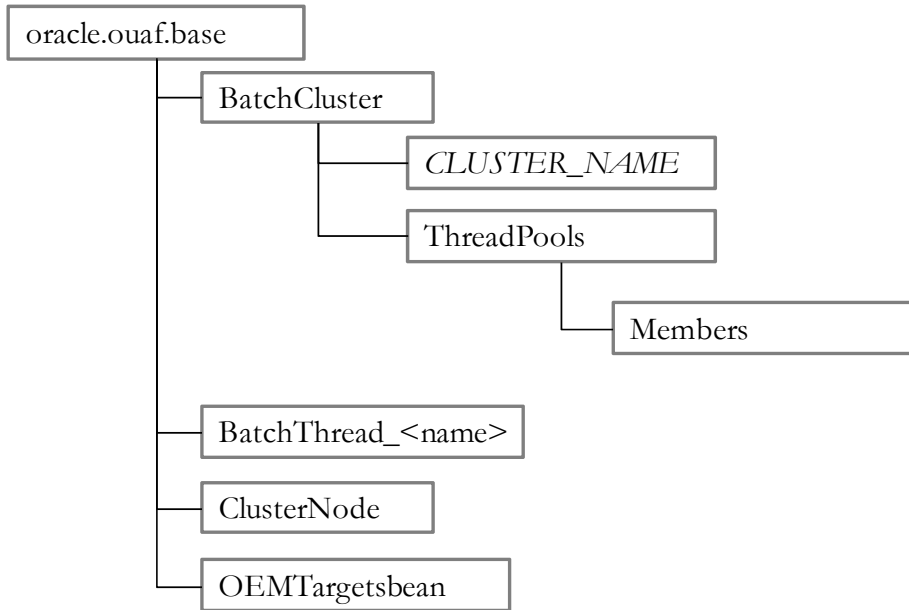 oracle.ouaf.base
BatchCluster
CLUSTER_NAME
ThreadPools
Members
BatchThread_<name>
ClusterNode
OEMTargetsbean